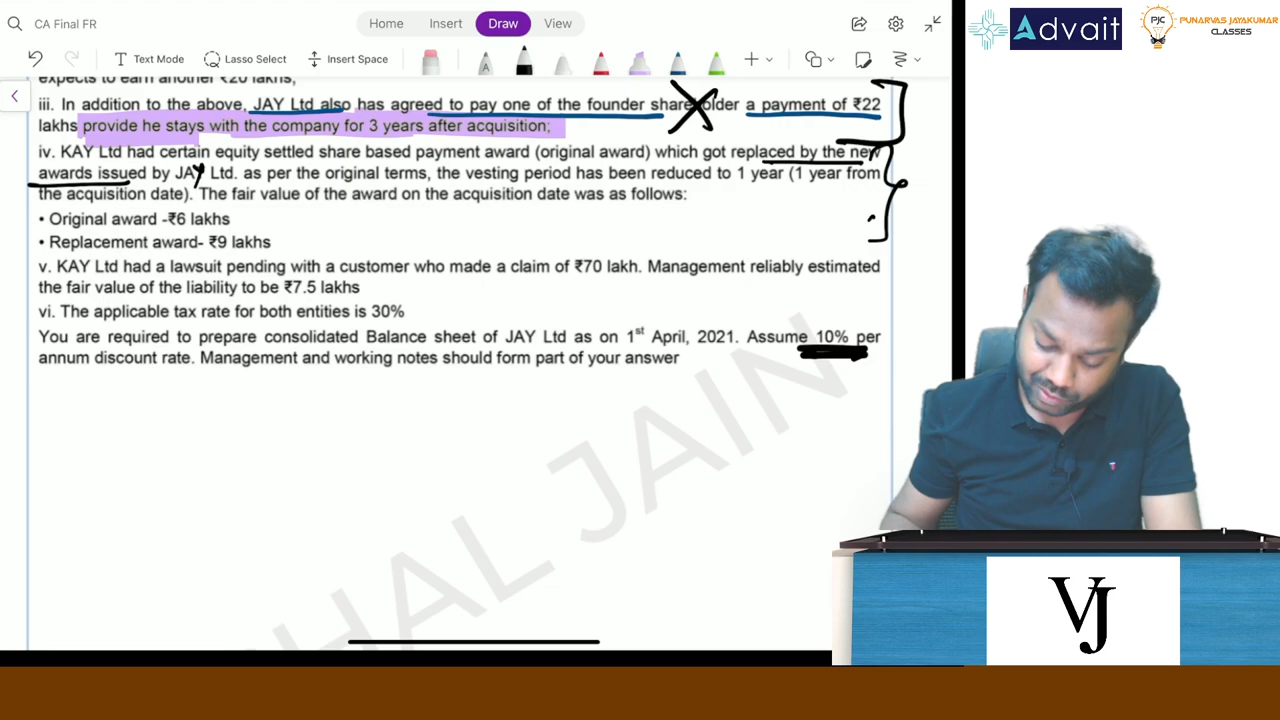 CA Final FR
Home Insert Draw View
Advait
PJC
PUNARVAS JAYAKUMAR
CLASSES
A Text Mode Lasso Select Insert Space
expects to earn another ₹20 lakhs;
iii. In addition to the above, JAY Ltd also has agreed to pay one of the founder shareholder a payment of ₹22
lakhs provide he stays with the company for 3 years after acquisition;
iv. KAY Ltd had certain equity settled share based payment award (original award) which got replaced by the new
awards issued by JAY Ltd. as per the original terms, the vesting period has been reduced to 1 year (1 year from
the acquisition date). The fair value of the award on the acquisition date was as follows:
• Original award -₹6 lakhs
• Replacement award- ₹9 lakhs
v. KAY Ltd had a lawsuit pending with a customer who made a claim of ₹70 lakh. Management reliably estimated
the fair value of the liability to be ₹7.5 lakhs
vi. The applicable tax rate for both entities is 30%
You are required to prepare consolidated Balance sheet of JAY Ltd as on 1st April, 2021. Assume 10% per
annum discount rate. Management and working notes should form part of your answer
HAL JAIN
VJ